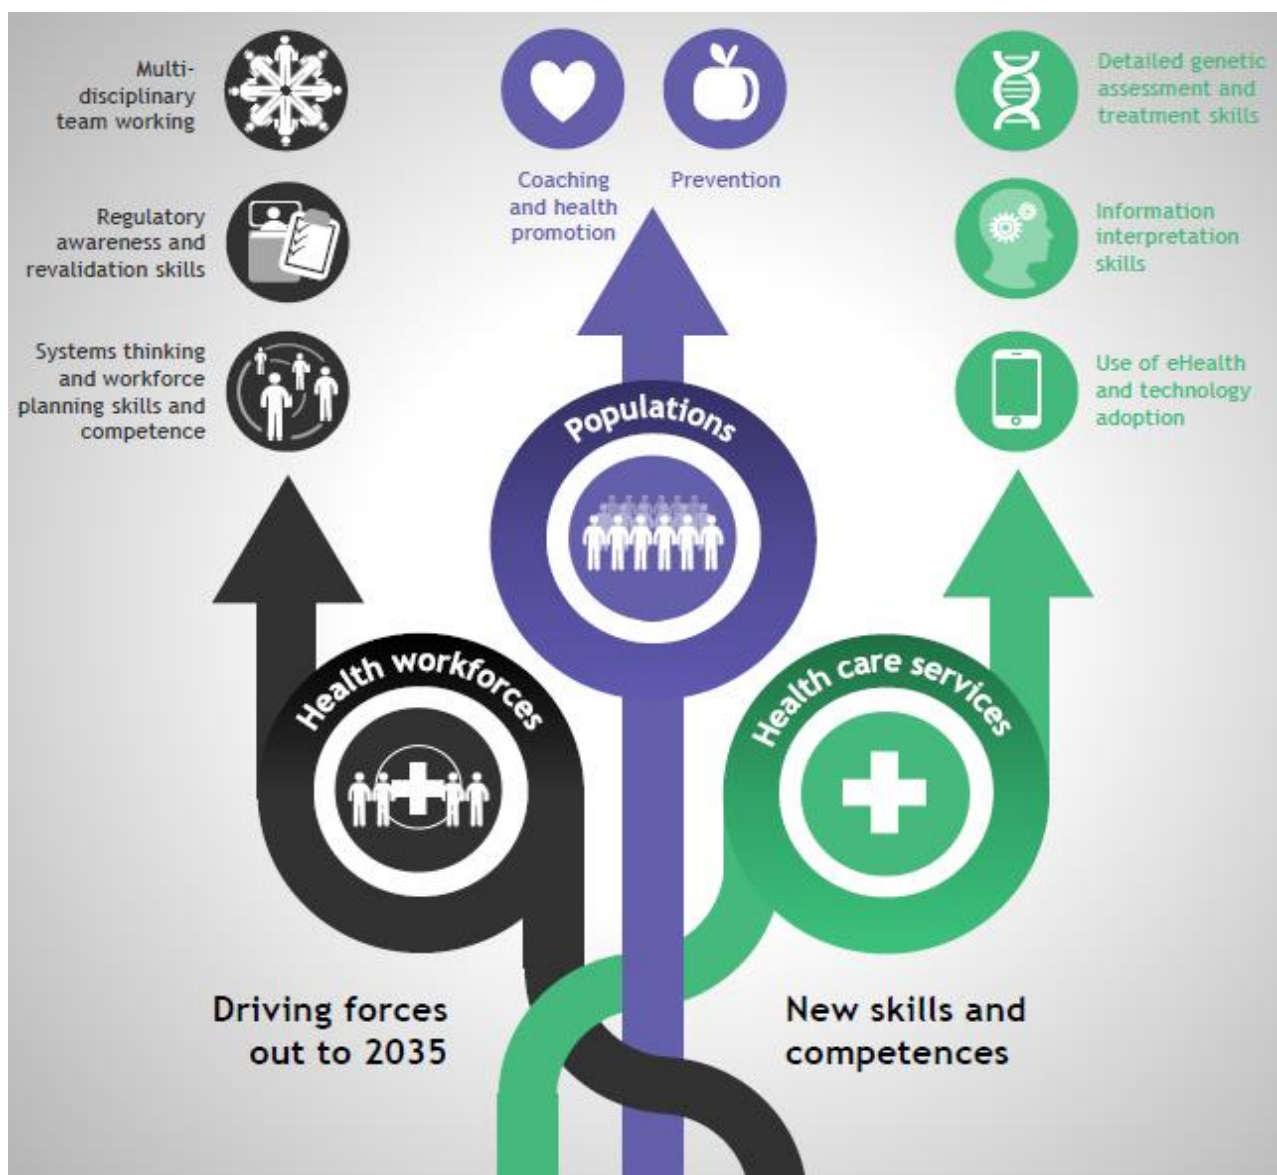 Multi-
disciplinary
team working
Regulatory
awareness and
revalidation skills
Systems thinking
and workforce
planning skills and
competence
Coaching
and health
promotion
Prevention
Detailed genetic
assessment and
treatment skills
Information
interpretation
skills
Use of eHealth
and technology
adoption
Populations
Health workforces
Health care services
Driving forces
out to 2035
New skills and
competences